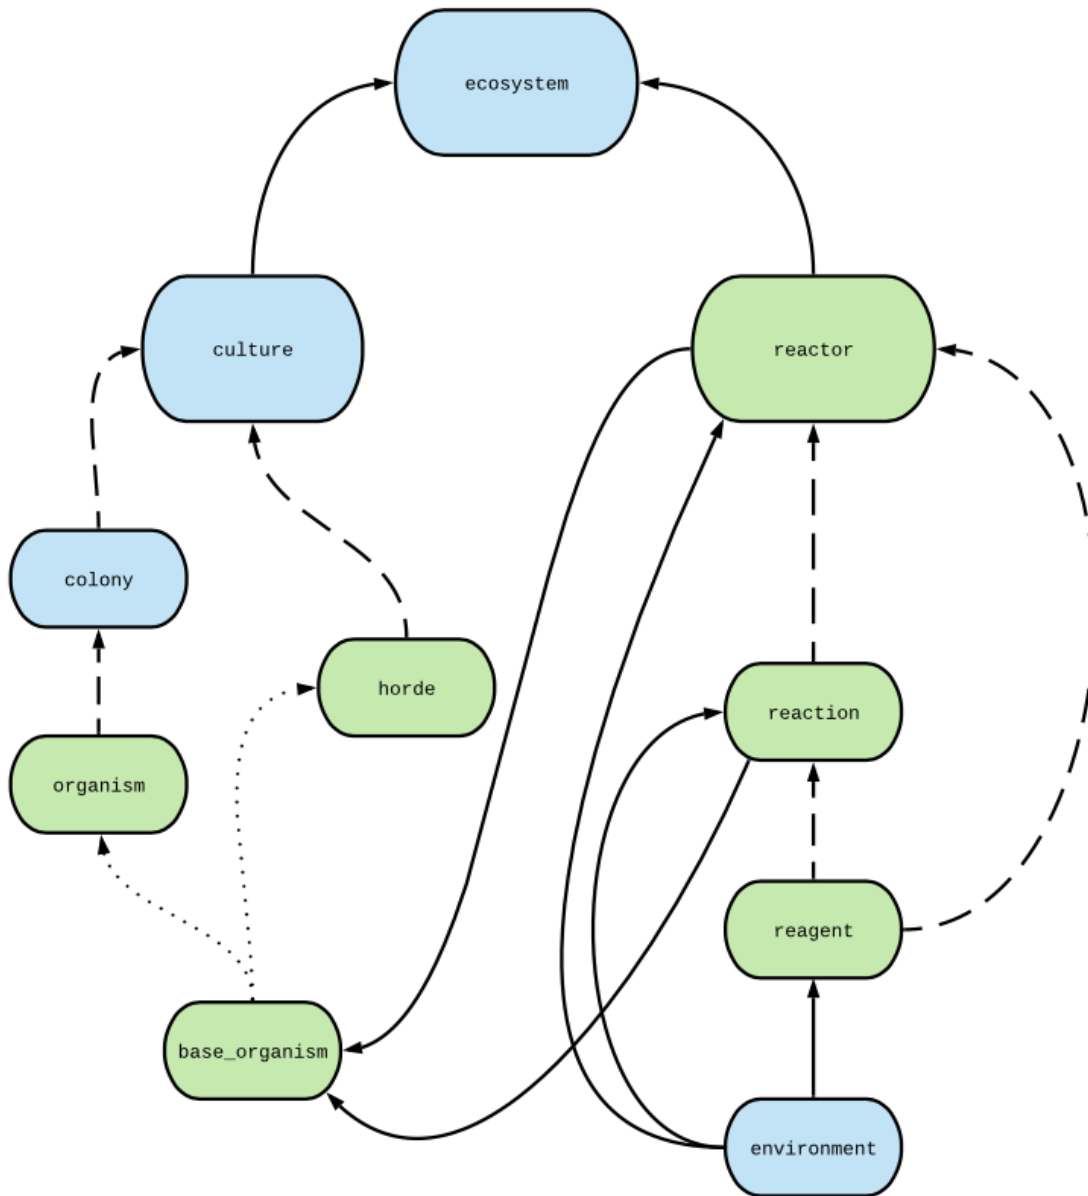 ecosystem
culture
reactor
colony
horde
reaction
organism
reagent
base_organism
environment